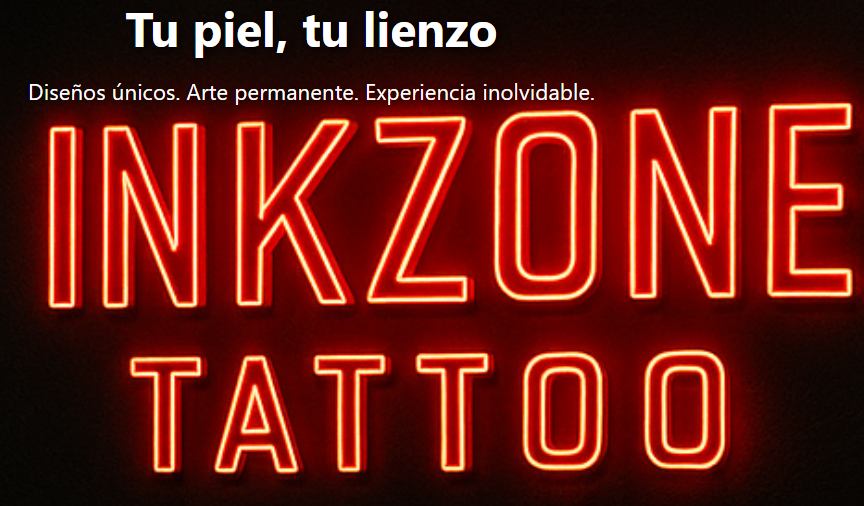 Tu piel, tu lienzo
Diseños únicos. Arte permanente. Experiencia inolvidable.
INKZONE
TATTOO